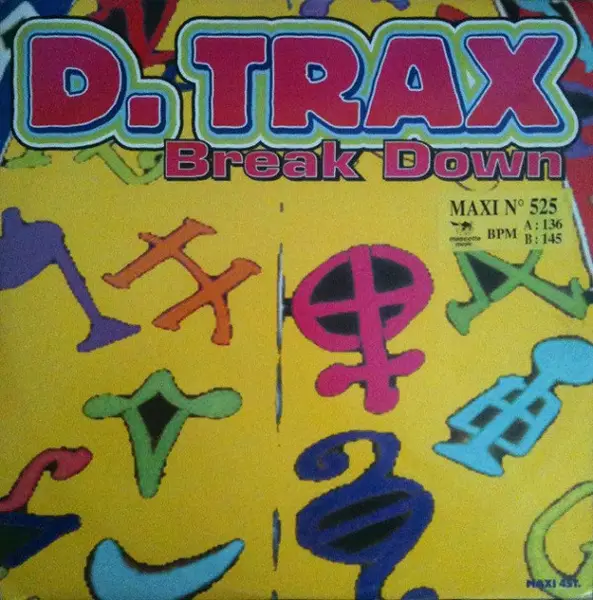 D. TRAX
Break Down
MAXI N° 525
BPM A : 136
B : 145
MAXI 45T.